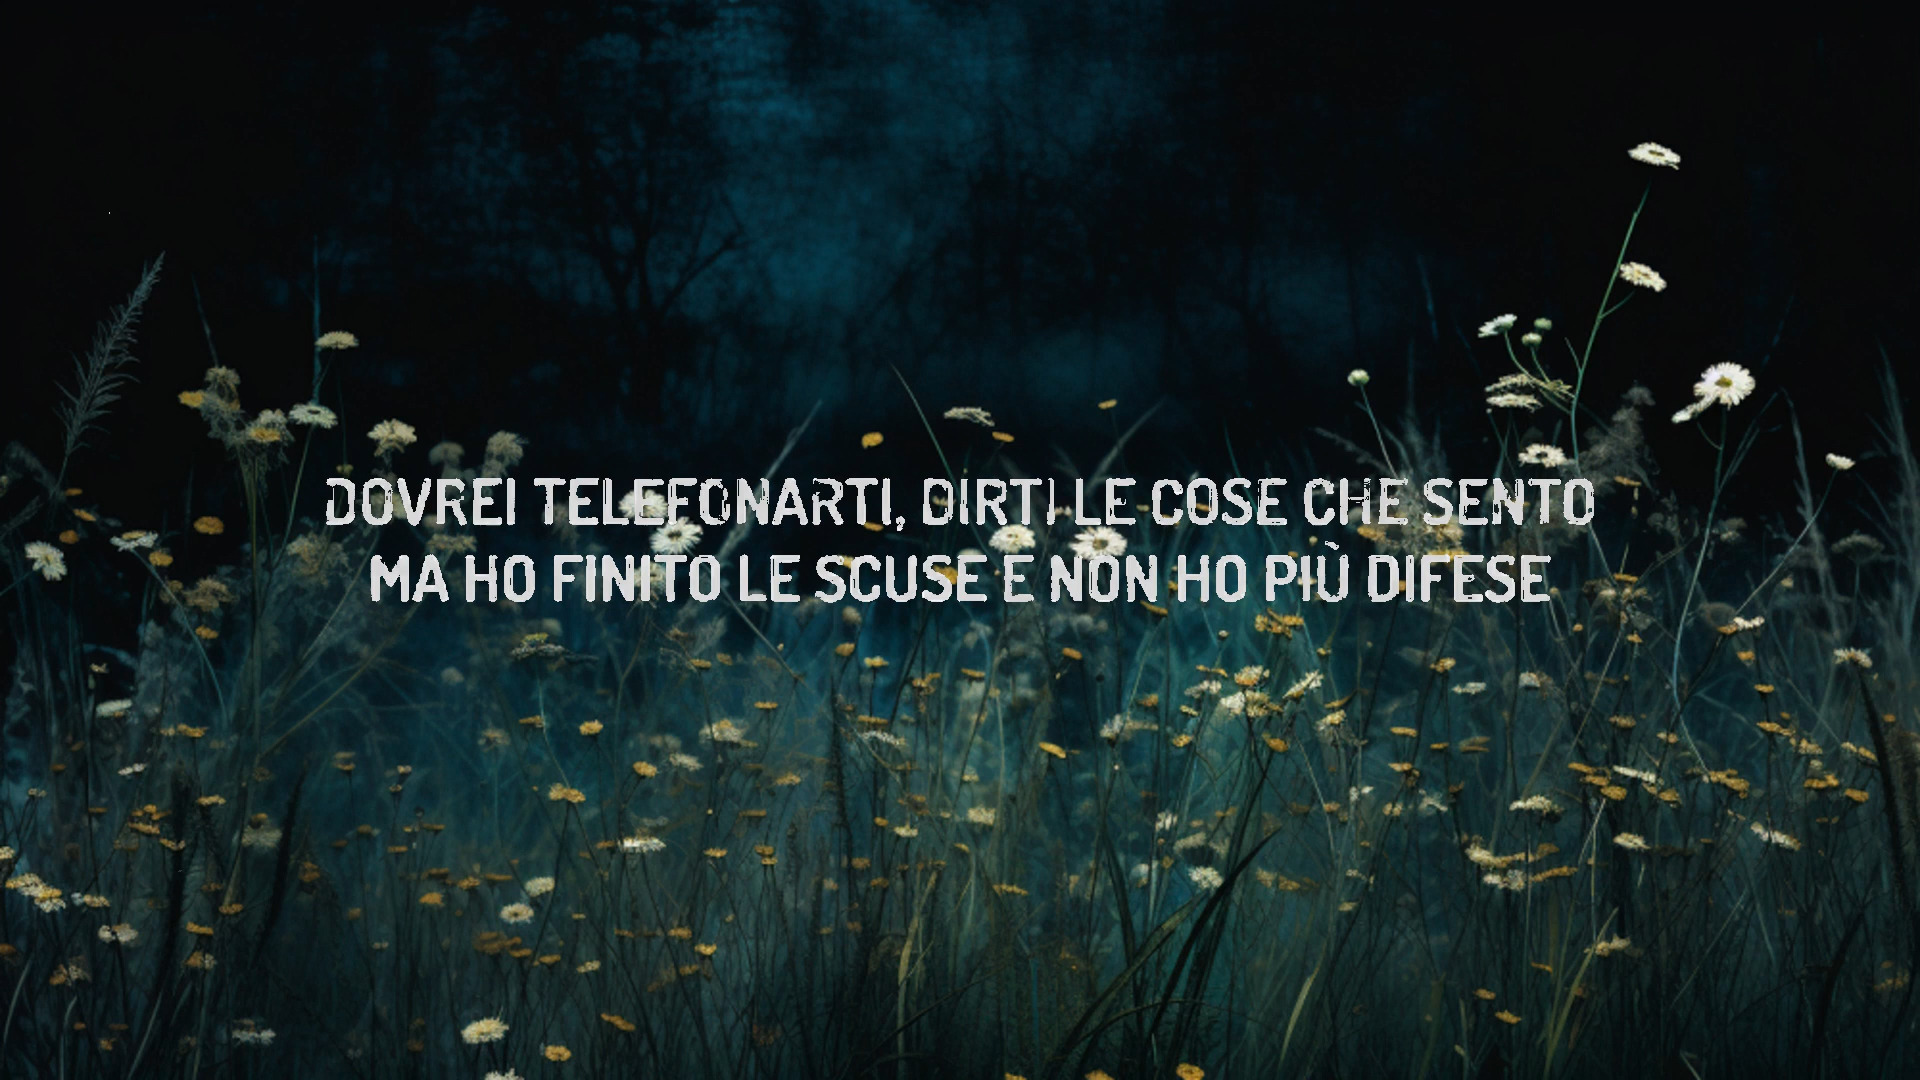 DOVREI TELEFONARTI, DIRTI LE COSE CHE SENTO
MA HO FINITO LE SCUSE E NON HO PIÙ DIFESE